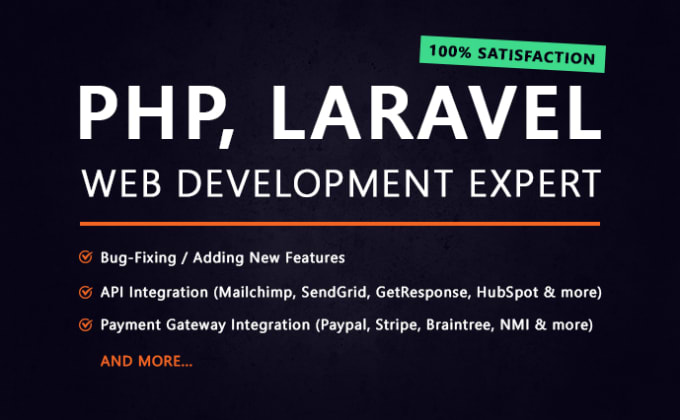 100% SATISFACTION
PHP, LARAVEL
WEB DEVELOPMENT EXPERT
Bug-Fixing / Adding New Features
API Integration (Mailchimp, SendGrid, GetResponse, HubSpot & more)
Payment Gateway Integration (Paypal, Stripe, Braintree, NMI & more)
AND MORE...